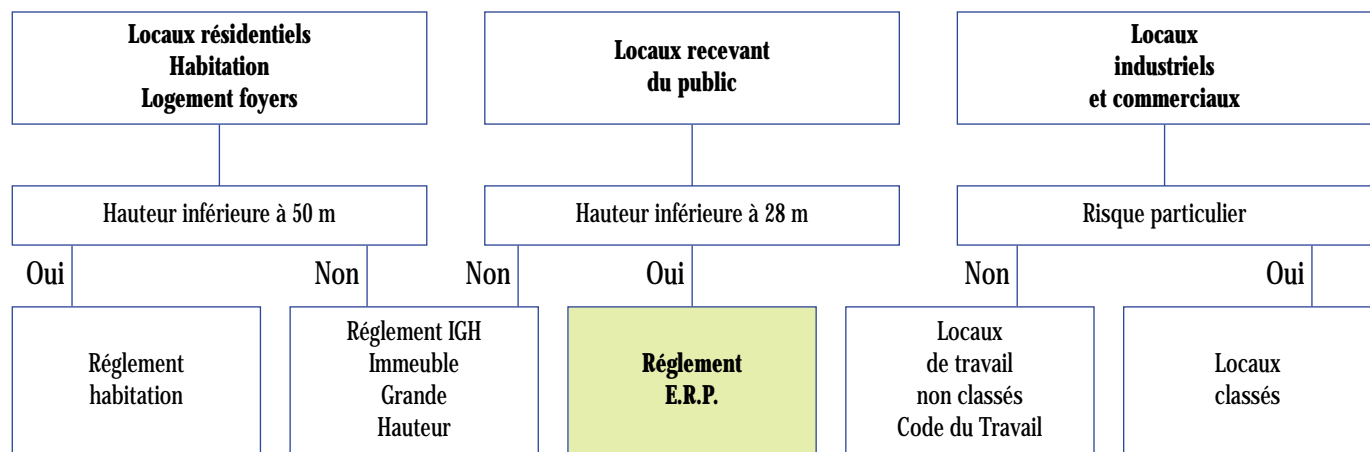 Locaux résidentiels
Habitation
Logement foyers
Locaux recevant
du public
Locaux
industriels
et commerciaux
Hauteur inférieure à 50 m
Hauteur inférieure à 28 m
Risque particulier
Oui
Non
Non
Oui
Non
Oui
Réglement
habitation
Réglement IGH
Immeuble
Grande
Hauteur
Réglement
E.R.P.
Locaux
de travail
non classés
Code du Travail
Locaux
classés